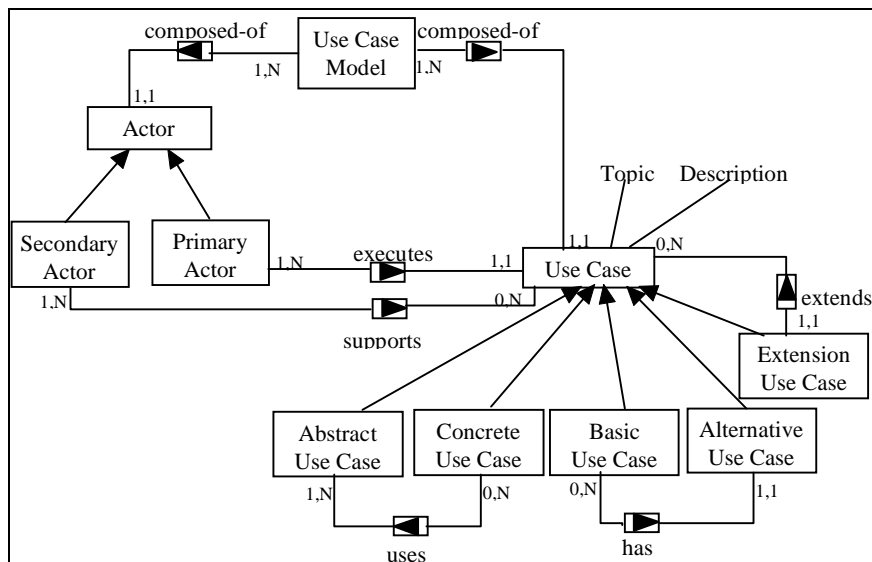 composed-of
Use Case
Model
composed-of
1,N
1,N
1,1
Actor
Topic
Description
Secondary
Actor
Primary
Actor
executes
1,N
1,1
1,1
0,N
Use Case
1,N
0,N
supports
extends
1,1
Extension
Use Case
Abstract
Use Case
Concrete
Use Case
Basic
Use Case
Alternative
Use Case
1,N
0,N
0,N
1,1
uses
has